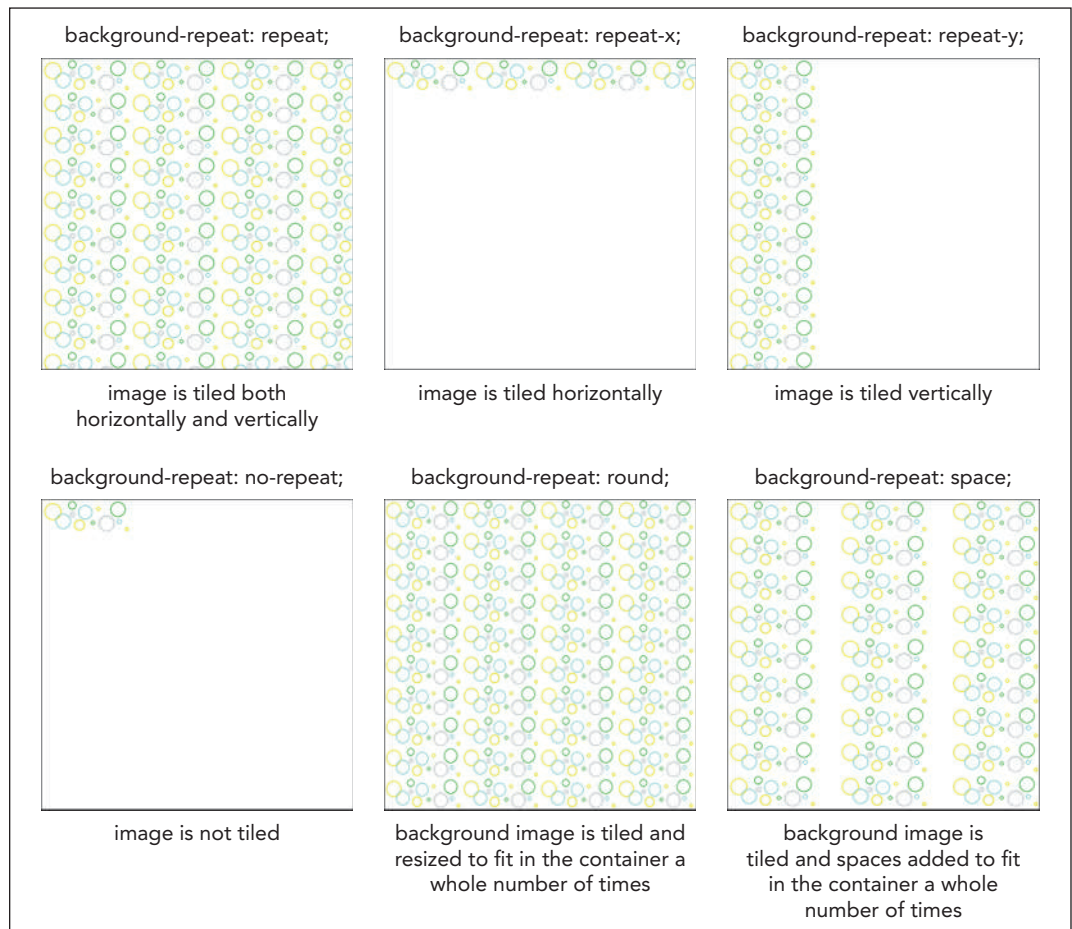 background-repeat: repeat;
background-repeat: repeat-x;
background-repeat: repeat-y;
image is tiled both
horizontally and vertically
image is tiled horizontally
image is tiled vertically
background-repeat: no-repeat;
background-repeat: round;
background-repeat: space;
image is not tiled
background image is tiled and
resized to fit in the container a
whole number of times
background image is
tiled and spaces added to fit
in the container a whole
number of times